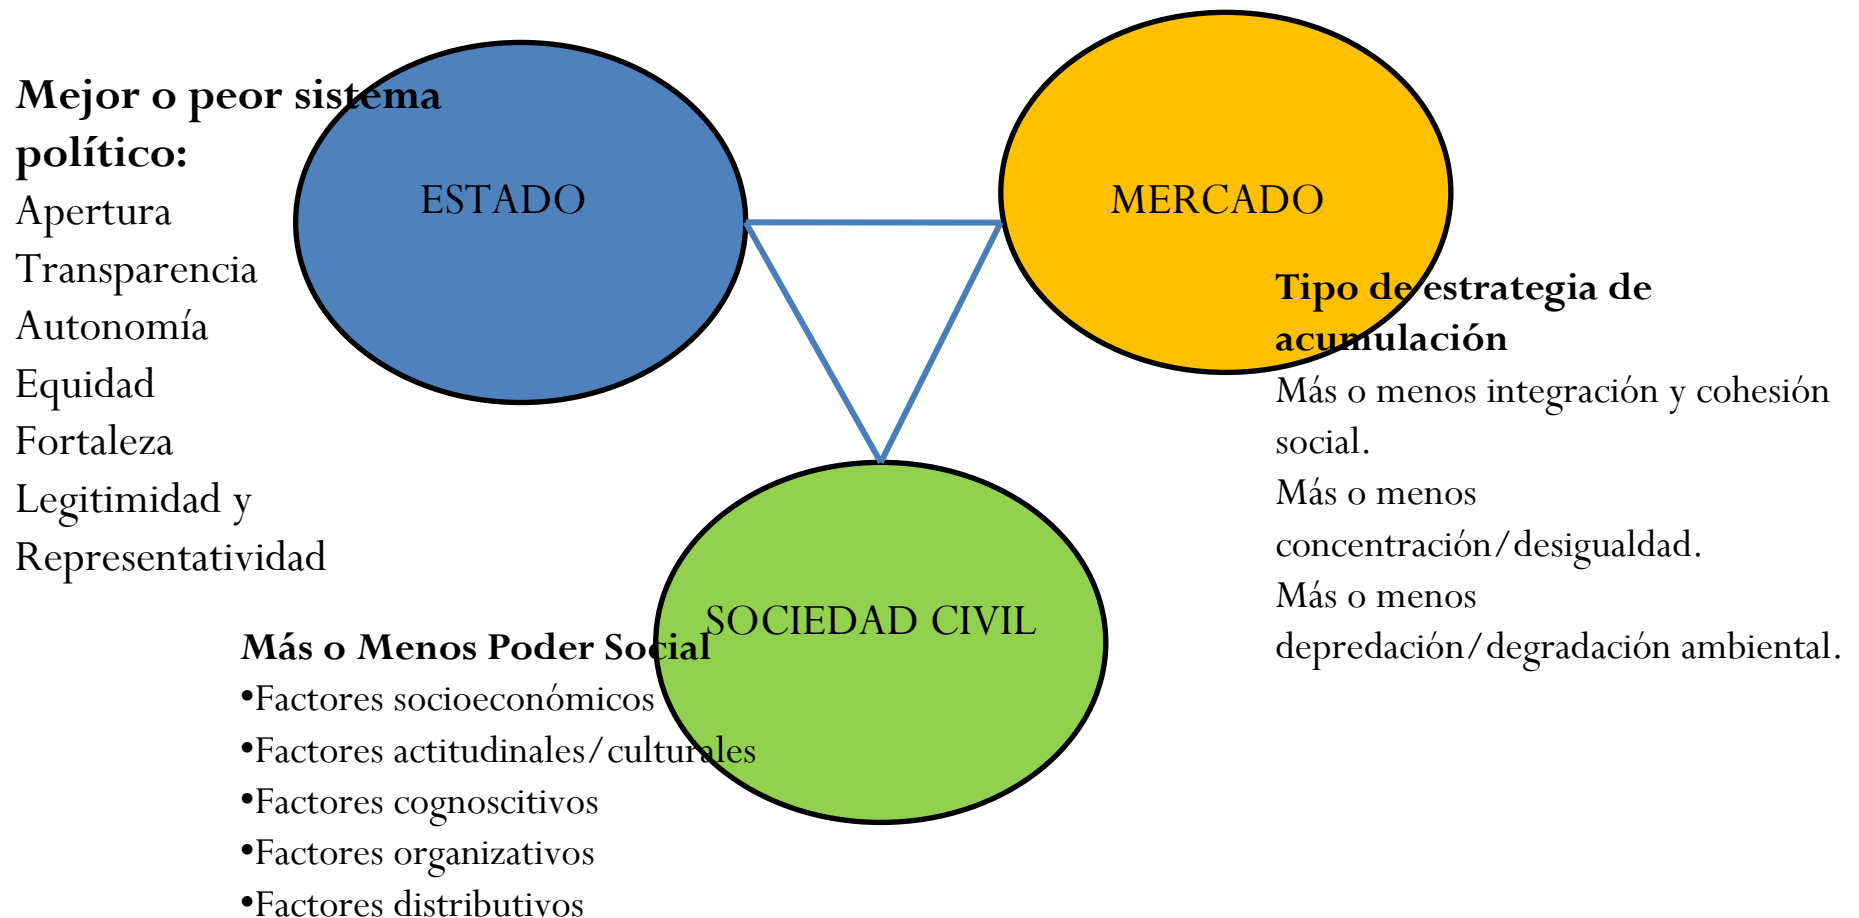 Mejor o peor sistema
político:
Apertura
Transparencia
Autonomía
Equidad
Fortaleza
Legitimidad y
Representatividad
ESTADO
MERCADO
Tipo de estrategia de
acumulación
Más o menos integración y cohesión
social.
Más o menos
concentración/desigualdad.
Más o menos
depredación/degradación ambiental.
SOCIEDAD CIVIL
Más o Menos Poder Social
•Factores socioeconómicos
•Factores actitudinales/culturales
•Factores cognoscitivos
•Factores organizativos
•Factores distributivos